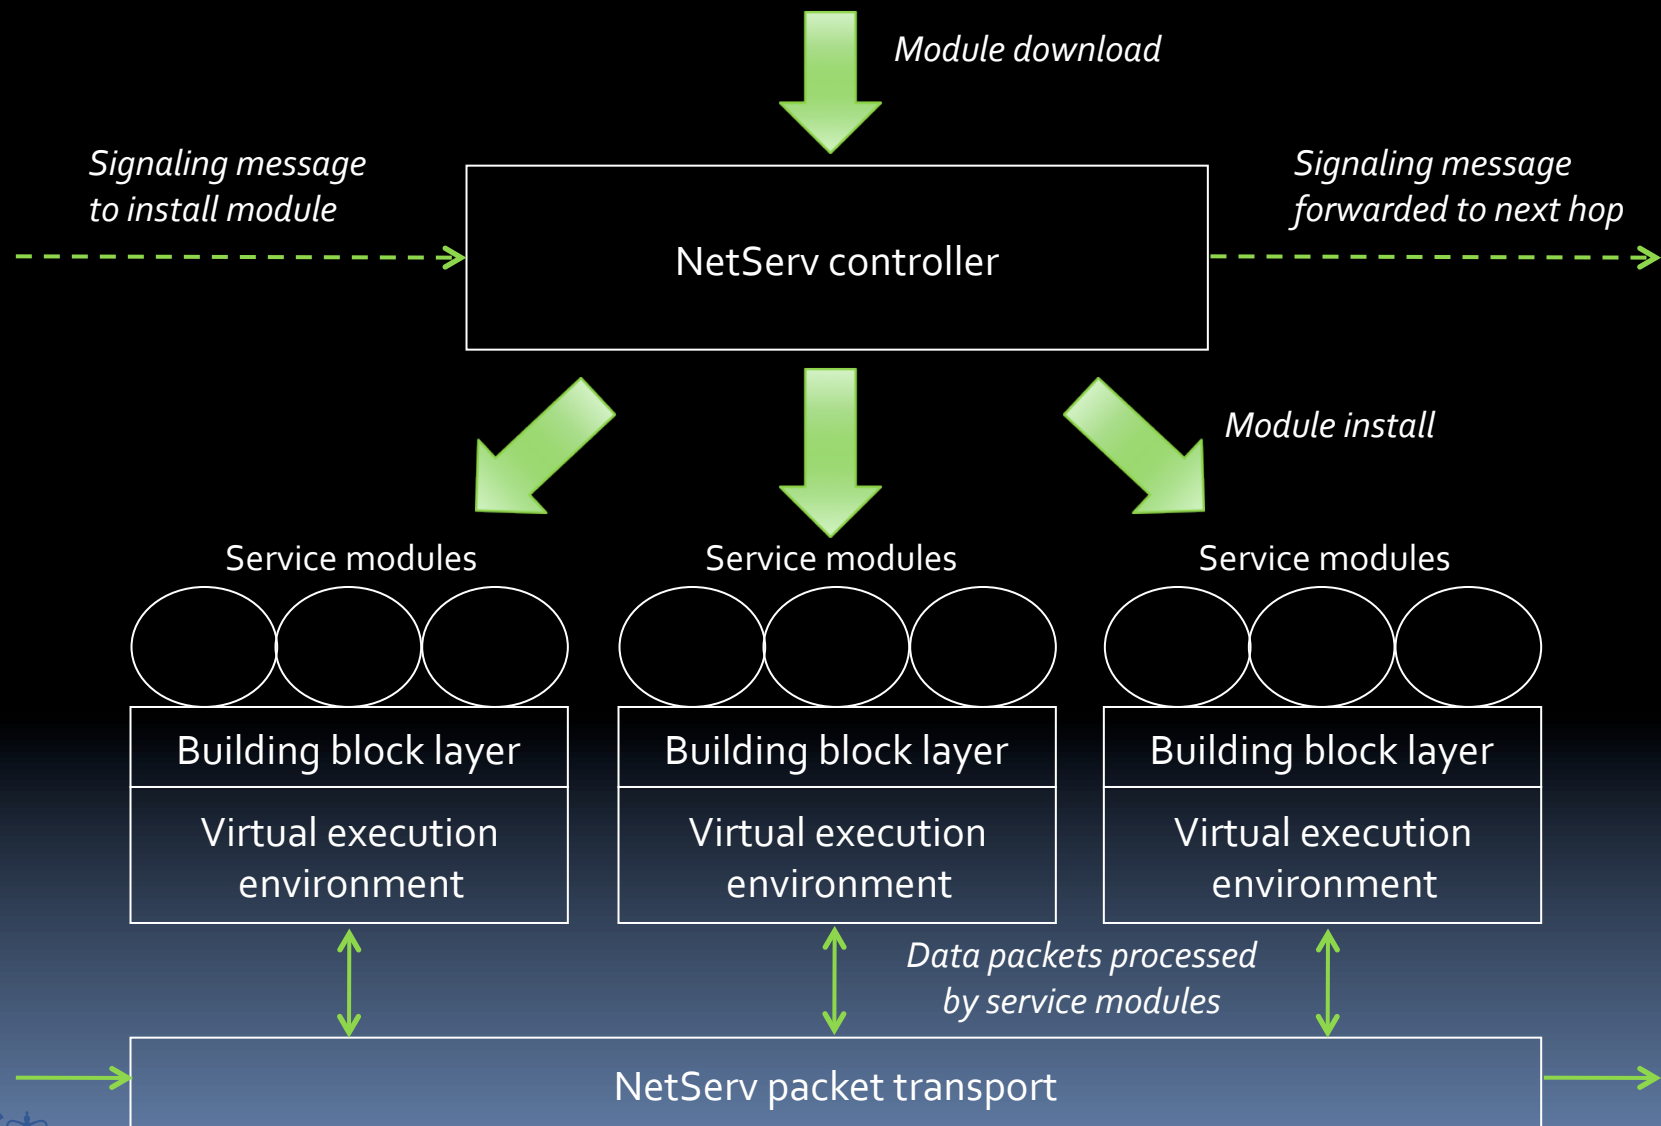 Module download
Signaling message
to install module
Signaling message
forwarded to next hop
NetServ controller
Module install
Service modules
Service modules
Service modules
Building block layer
Building block layer
Building block layer
Virtual execution
environment
Virtual execution
environment
Virtual execution
environment
Data packets processed
by service modules
NetServ packet transport